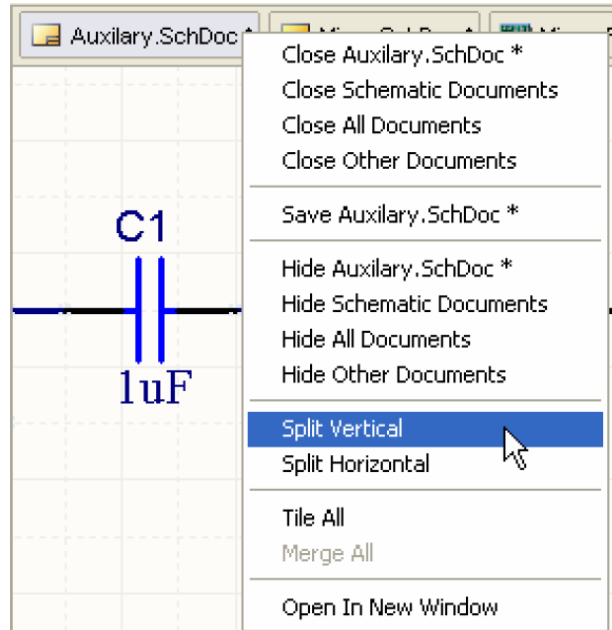 Auxilary.SchDoc *
Close Auxilary.SchDoc *
Close Schematic Documents
Close All Documents
Close Other Documents
Save Auxilary.SchDoc *
Hide Auxilary.SchDoc *
Hide Schematic Documents
Hide All Documents
Hide Other Documents
Split Vertical
Split Horizontal
Tile All
Merge All
Open In New Window
C1
1uF